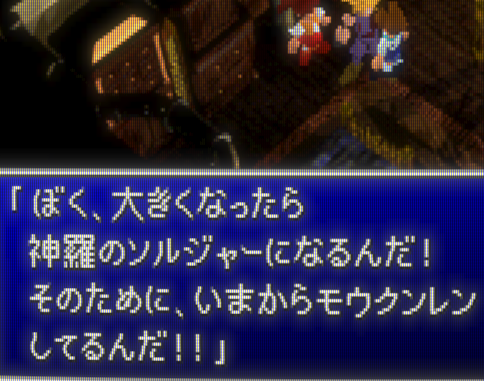 「ぼく、大きくなったら
神羅のソルジャーになるんだ!
そのために、いまからモウクンレン
してるんだ!!」